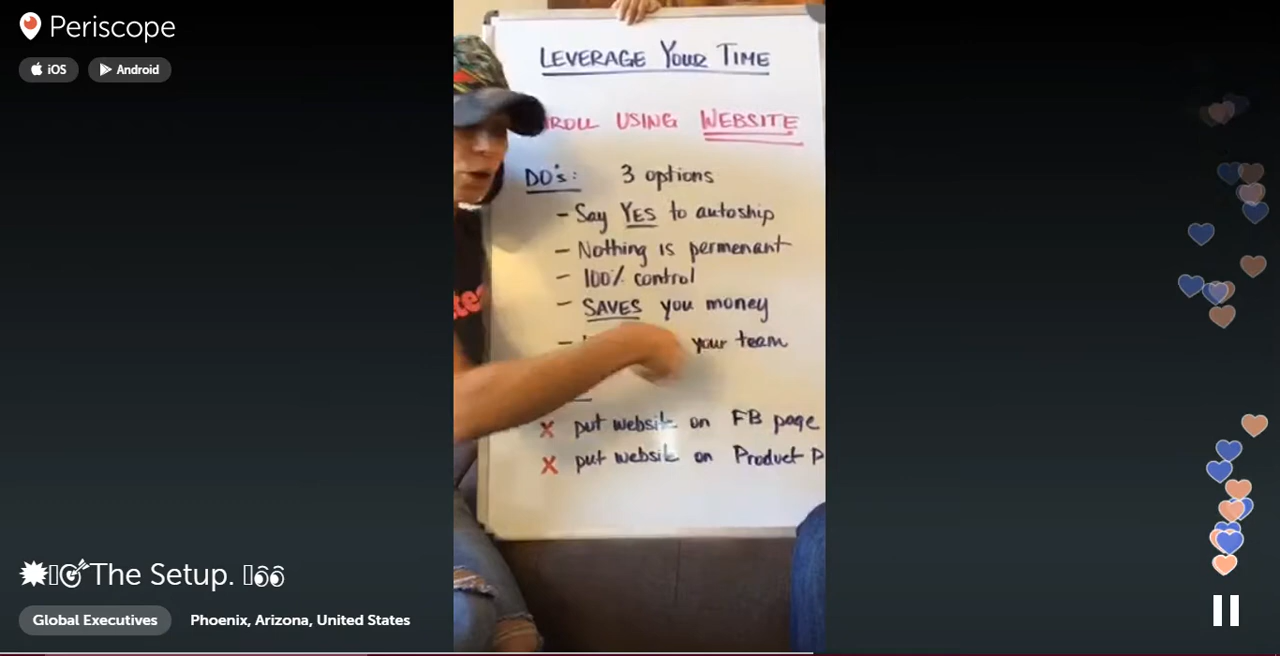 Periscope
iOS
Android
LEVERAGE YOUR TIME
ROLL USING WEBSITE
DO's: 3 options
- Say YES to autoship
- Nothing is permenant
- 100% control
- SAVES you money
- your team
X put website on FB page
X put website on Product P
The Setup.
Global Executives
Phoenix, Arizona, United States